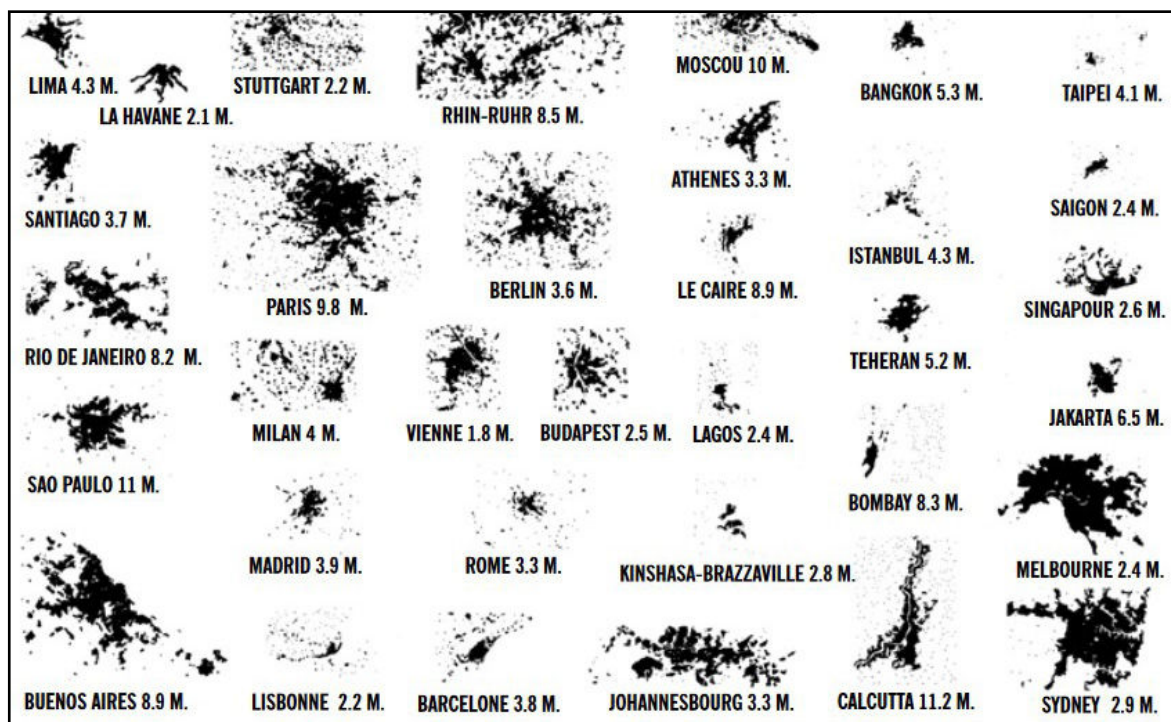 LIMA 4.3 M.
STUTTGART 2.2 M.
MOSCOU 10 M.
BANGKOK 5.3 M.
TAIPEI 4.1 M.
LA HAVANE 2.1 M.
RHIN-RUHR 8.5 M.
ATHENES 3.3 M.
SANTIAGO 3.7 M.
SAIGON 2.4 M.
ISTANBUL 4.3 M.
PARIS 9.8 M.
BERLIN 3.6 M.
LE CAIRE 8.9 M.
SINGAPOUR 2.6 M.
RIO DE JANEIRO 8.2 M.
TEHERAN 5.2 M.
MILAN 4 M.
VIENNE 1.8 M.
BUDAPEST 2.5 M.
LAGOS 2.4 M.
JAKARTA 6.5 M.
SAO PAULO 11 M.
BOMBAY 8.3 M.
MADRID 3.9 M.
ROME 3.3 M.
KINSHASA-BRAZZAVILLE 2.8 M.
MELBOURNE 2.4 M.
BUENOS AIRES 8.9 M.
LISBONNE 2.2 M.
BARCELONE 3.8 M.
JOHANNESBOURG 3.3 M.
CALCUTTA 11.2 M.
SYDNEY 2.9 M.